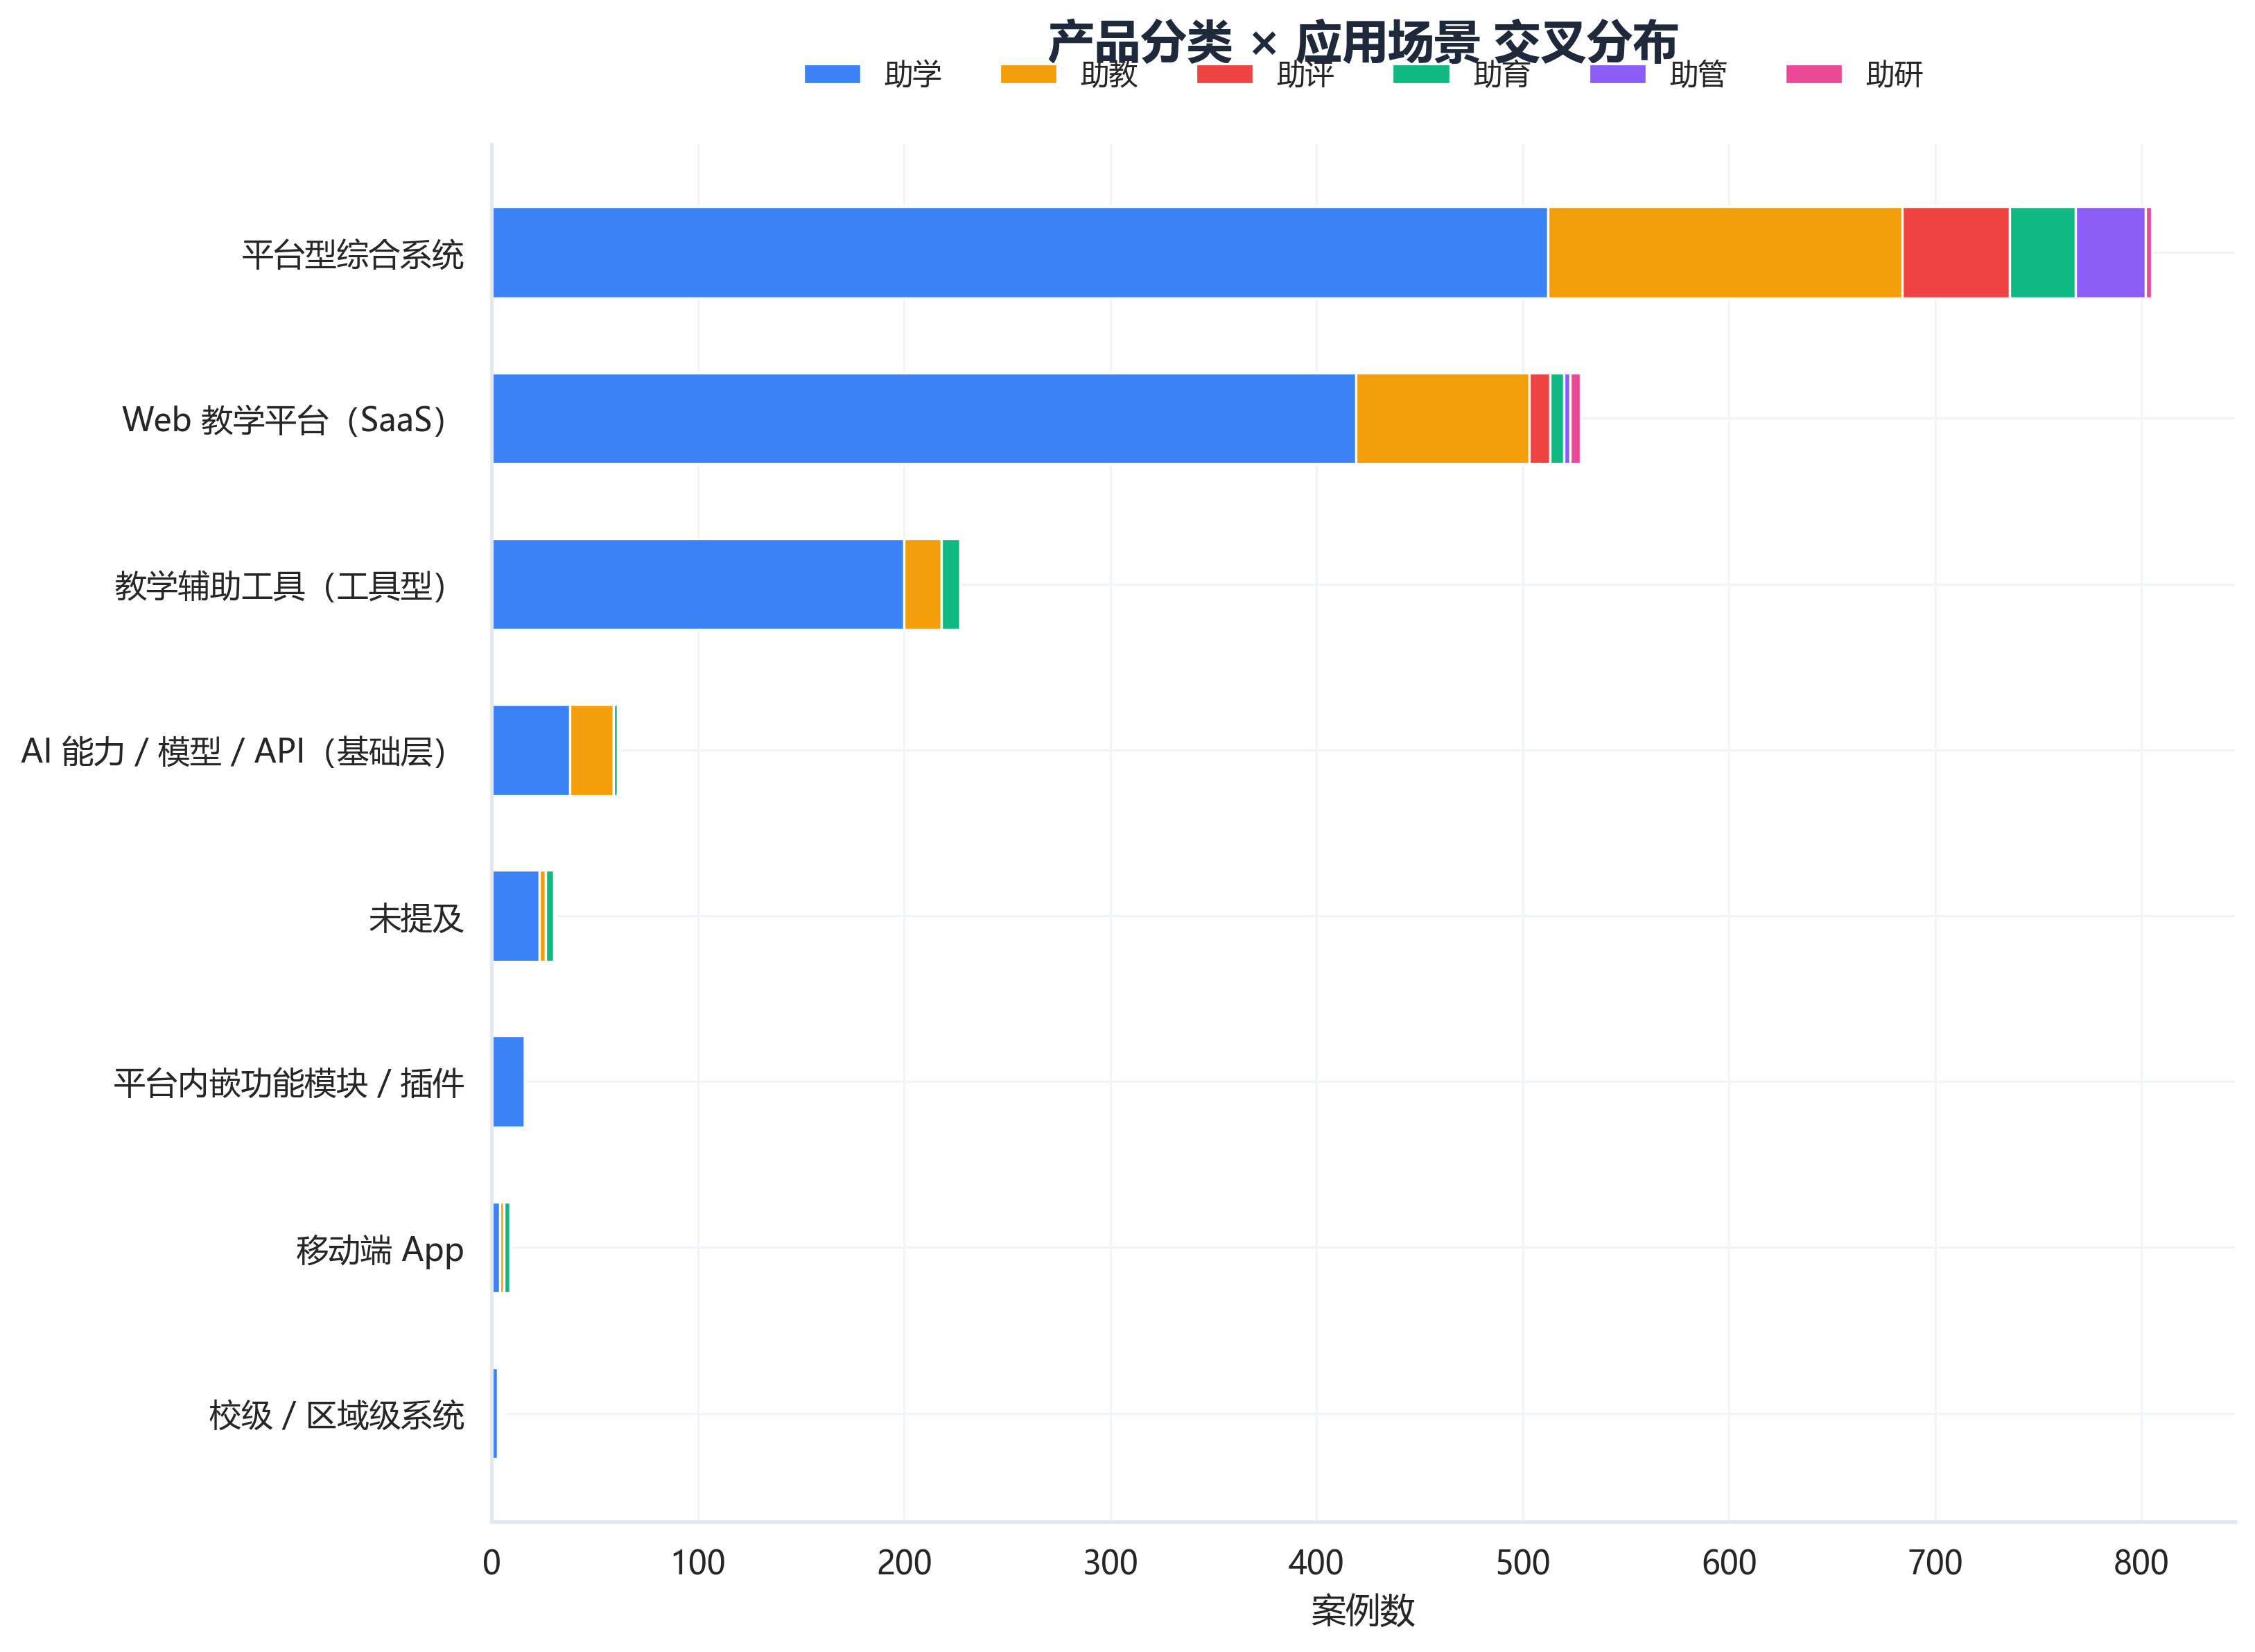 产品分类 × 应用场景 交叉分布
助学 助教 助评 助育 助管 助研
平台型综合系统
Web 教学平台（SaaS）
教学辅助工具（工具型）
AI 能力 / 模型 / API（基础层）
未提及
平台内嵌功能模块 / 插件
移动端 App
校级 / 区域级系统
0 100 200 300 400 500 600 700 800
案例数